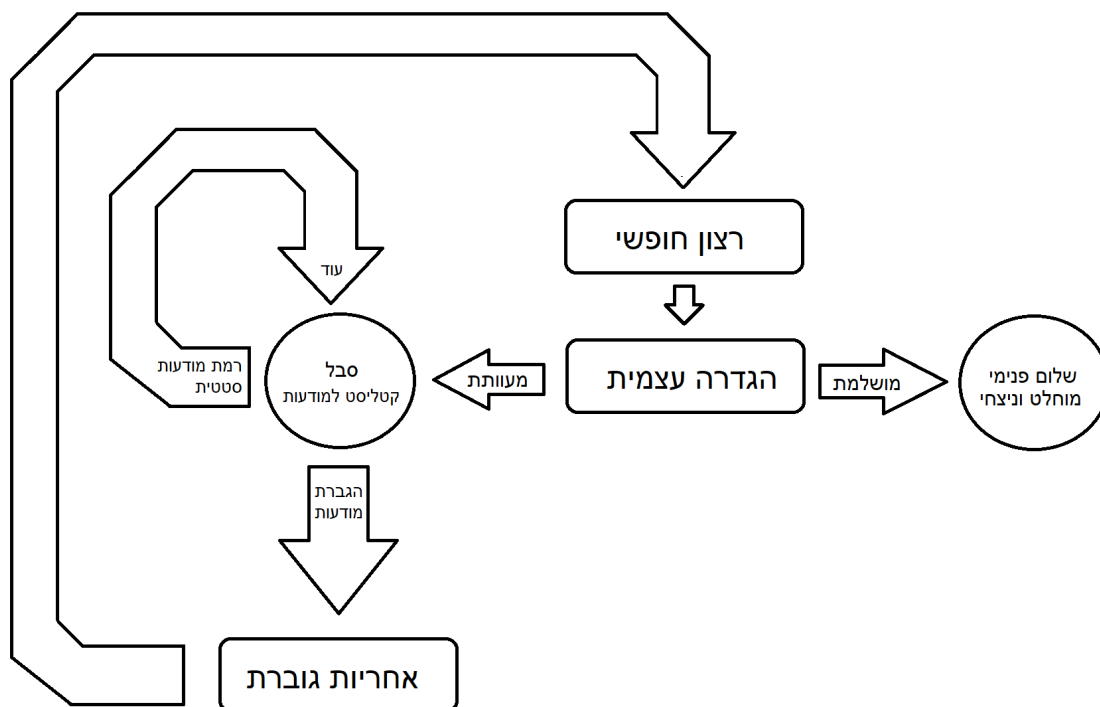 רצון חופשי
הגדרה עצמית
מושלמת
שלום פנימי
מוחלט וניצחי
מעוותת
סבל
קטליסט למודעות
רמת מודעות
סטטית
עוד
הגברת
מודעות
אחריות גוברת